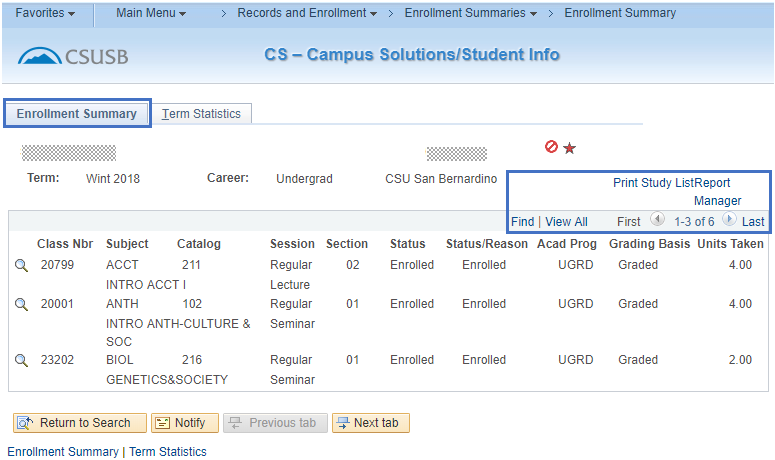 Favorites Main Menu > Records and Enrollment > Enrollment Summaries > Enrollment Summary
CSUSB CS – Campus Solutions/Student Info
Enrollment Summary Term Statistics
Term: Wint 2018 Career: Undergrad CSU San Bernardino
Print Study ListReport
Manager
Find | View All First 1-3 of 6 Last
Class Nbr Subject Catalog Session Section Status Status/Reason Acad Prog Grading Basis Units Taken
20799 ACCT 211 Regular 02 Enrolled Enrolled UGRD Graded 4.00
INTRO ACCT I Lecture
20001 ANTH 102 Regular 01 Enrolled Enrolled UGRD Graded 4.00
INTRO ANTH-CULTURE & Seminar
SOC
23202 BIOL 216 Regular 01 Enrolled Enrolled UGRD Graded 2.00
GENETICS&SOCIETY Seminar
Return to Search Notify Previous tab Next tab
Enrollment Summary | Term Statistics